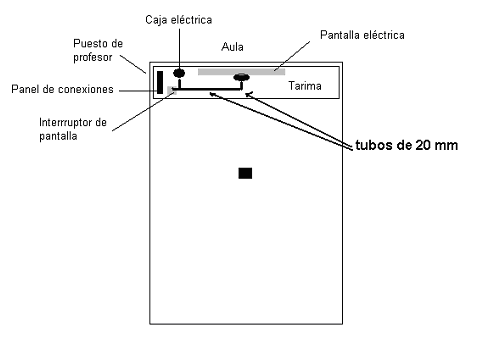 Caja eléctrica
Aula
Pantalla eléctrica
Puesto de
profesor
Panel de conexiones
Tarima
Interrruptor de
pantalla
tubos de 20 mm